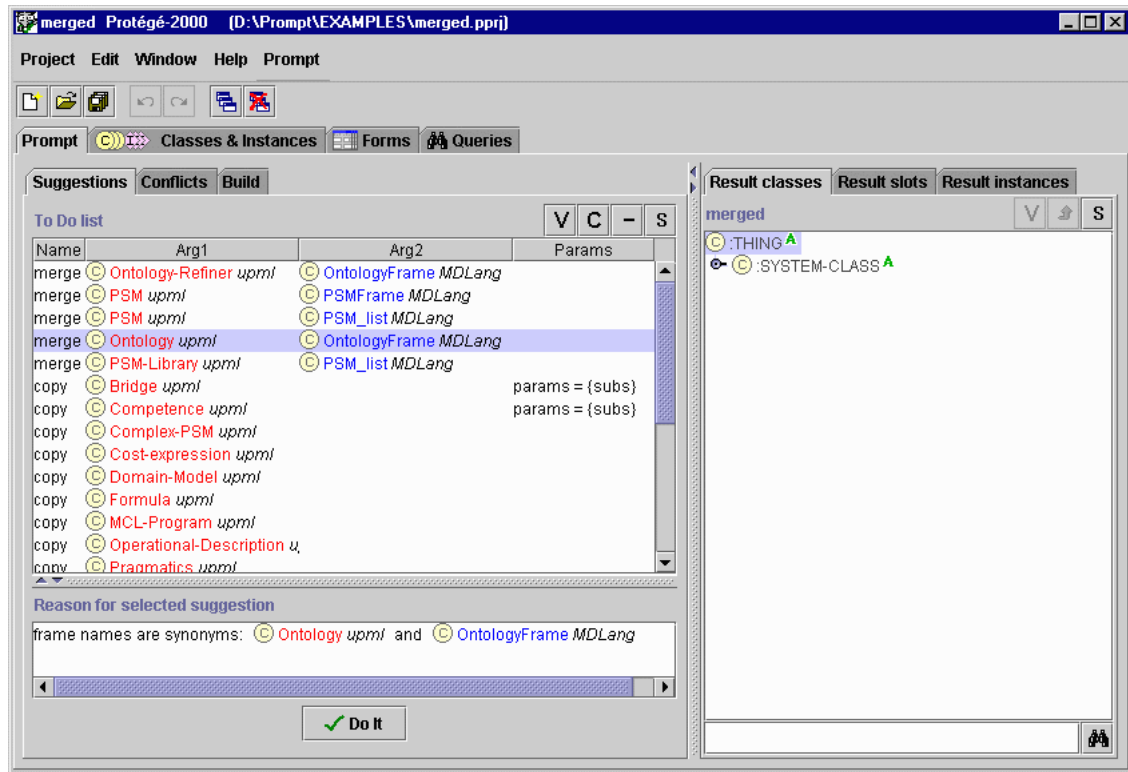 merged Protégé-2000 (D:\Prompt\EXAMPLES\merged.pprj)
Project Edit Window Help Prompt
Prompt C I Classes & Instances Forms Queries
Suggestions Conflicts Build
To Do list V C – S
Name Arg1 Arg2 Params
merge C Ontology-Refiner upml C OntologyFrame MDLang
merge C PSM upml C PSMFrame MDLang
merge C PSM upml C PSM_list MDLang
merge C Ontology upml C OntologyFrame MDLang
merge C PSM-Library upml C PSM_list MDLang
copy C Bridge upml params = {subs}
copy C Competence upml params = {subs}
copy C Complex-PSM upml
copy C Cost-expression upml
copy C Domain-Model upml
copy C Formula upml
copy C MCL-Program upml
copy C Operational-Description u
copy C Pragmatics upml
Reason for selected suggestion
frame names are synonyms: C Ontology upml and C OntologyFrame MDLang
Do It
Result classes Result slots Result instances
merged V S
C :THING A
C :SYSTEM-CLASS A